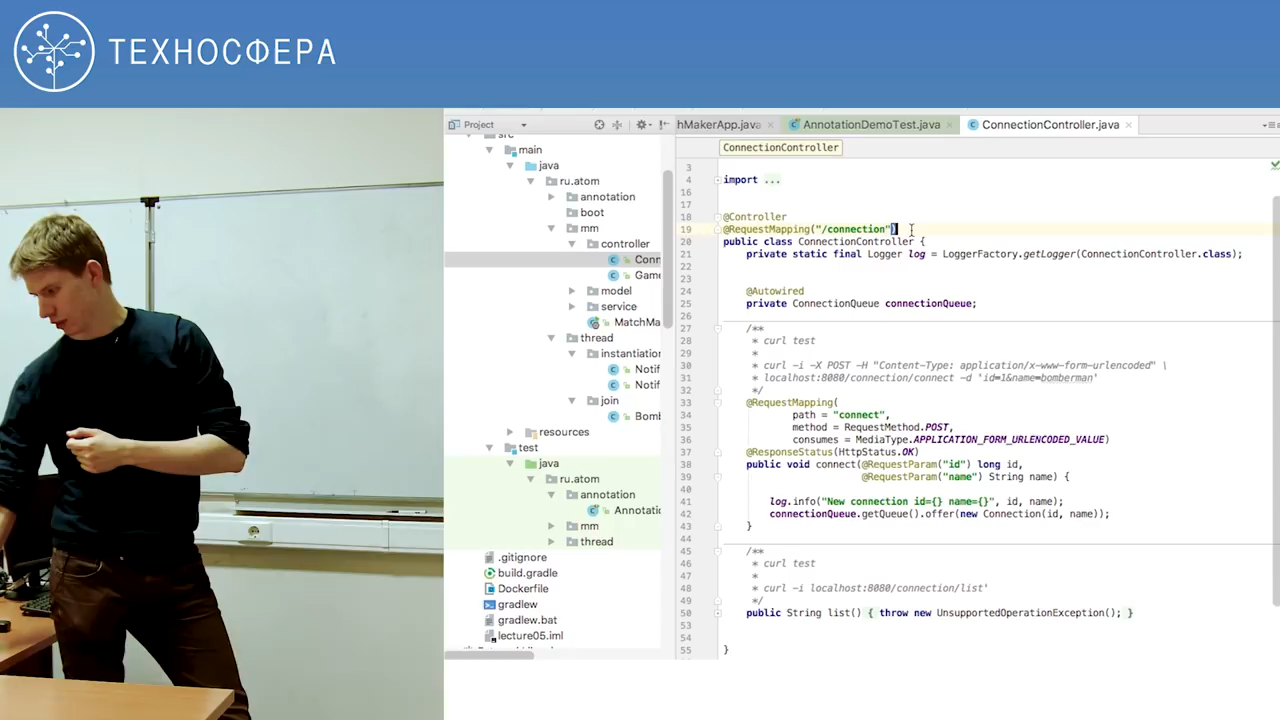 ТЕХНОСФЕРА
Project
hMakerApp.java
AnnotationDemoTest.java
ConnectionController.java
ConnectionController
src
main
java
ru.atom
annotation
boot
mm
controller
Conn
Game
model
service
MatchMa
thread
instantiation
Notif
Notif
join
Bomb
resources
test
java
ru.atom
annotation
Annotatio
mm
thread
.gitignore
build.gradle
Dockerfile
gradlew
gradlew.bat
lecture05.iml
3
4 import ...
16
17
18 @Controller
19 @RequestMapping("/connection")
20 public class ConnectionController {
21 private static final Logger log = LoggerFactory.getLogger(ConnectionController.class);
22
23
24 @Autowired
25 private ConnectionQueue connectionQueue;
26
27 /**
28 * curl test
29 *
30 * curl -i -X POST -H "Content-Type: application/x-www-form-urlencoded" \
31 * localhost:8080/connection/connect -d 'id=1&name=bomberman'
32 */
33 @RequestMapping(
34 path = "connect",
35 method = RequestMethod.POST,
36 consumes = MediaType.APPLICATION_FORM_URLENCODED_VALUE)
37 @ResponseStatus(HttpStatus.OK)
38 public void connect(@RequestParam("id") long id,
39 @RequestParam("name") String name) {
40
41 log.info("New connection id={} name={}", id, name);
42 connectionQueue.getQueue().offer(new Connection(id, name));
43 }
44
45 /**
46 * curl test
47 *
48 * curl -i localhost:8080/connection/list'
49 */
50 public String list() { throw new UnsupportedOperationException(); }
53
54
55 }